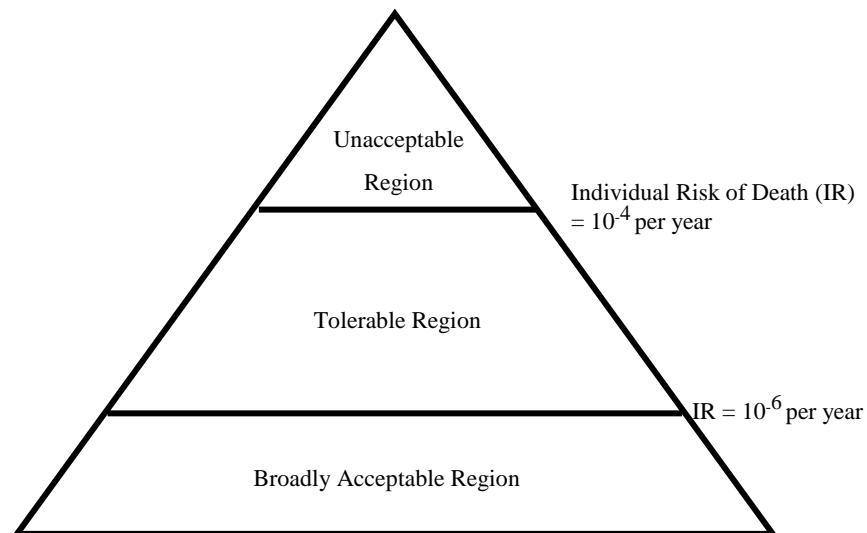 Unacceptable
Region
Individual Risk of Death (IR)
= 10⁻⁴ per year
Tolerable Region
IR = 10⁻⁶ per year
Broadly Acceptable Region